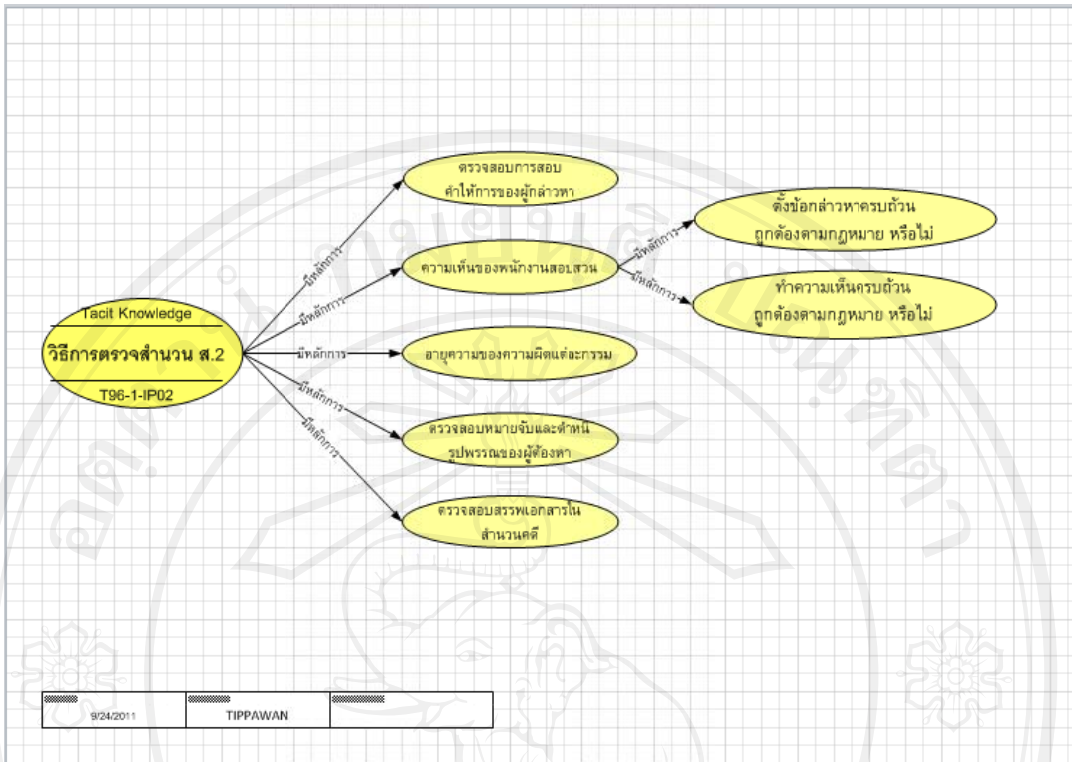 ตรวจสอบการสอบ
คำให้การของผู้กล่าวหา
ตั้งข้อกล่าวหาครบถ้วน
ถูกต้องตามกฎหมาย หรือไม่
มีหลักการ
ความเห็นของพนักงานสอบสวน
มีหลักการ
มีหลักการ
ทำความเห็นครบถ้วน
ถูกต้องตามกฎหมาย หรือไม่
มีหลักการ
Tacit Knowledge
วิธีการตรวจสำนวน ส.2
T96-1-IP02
มีหลักการ
อายุความของความผิดแต่ละกรรม
มีหลักการ
ตรวจสอบหมายจับและตำหนิ
รูปพรรณของผู้ต้องหา
มีหลักการ
ตรวจสอบสรรพเอกสารใน
สำนวนคดี
9/24/2011
TIPPAWAN